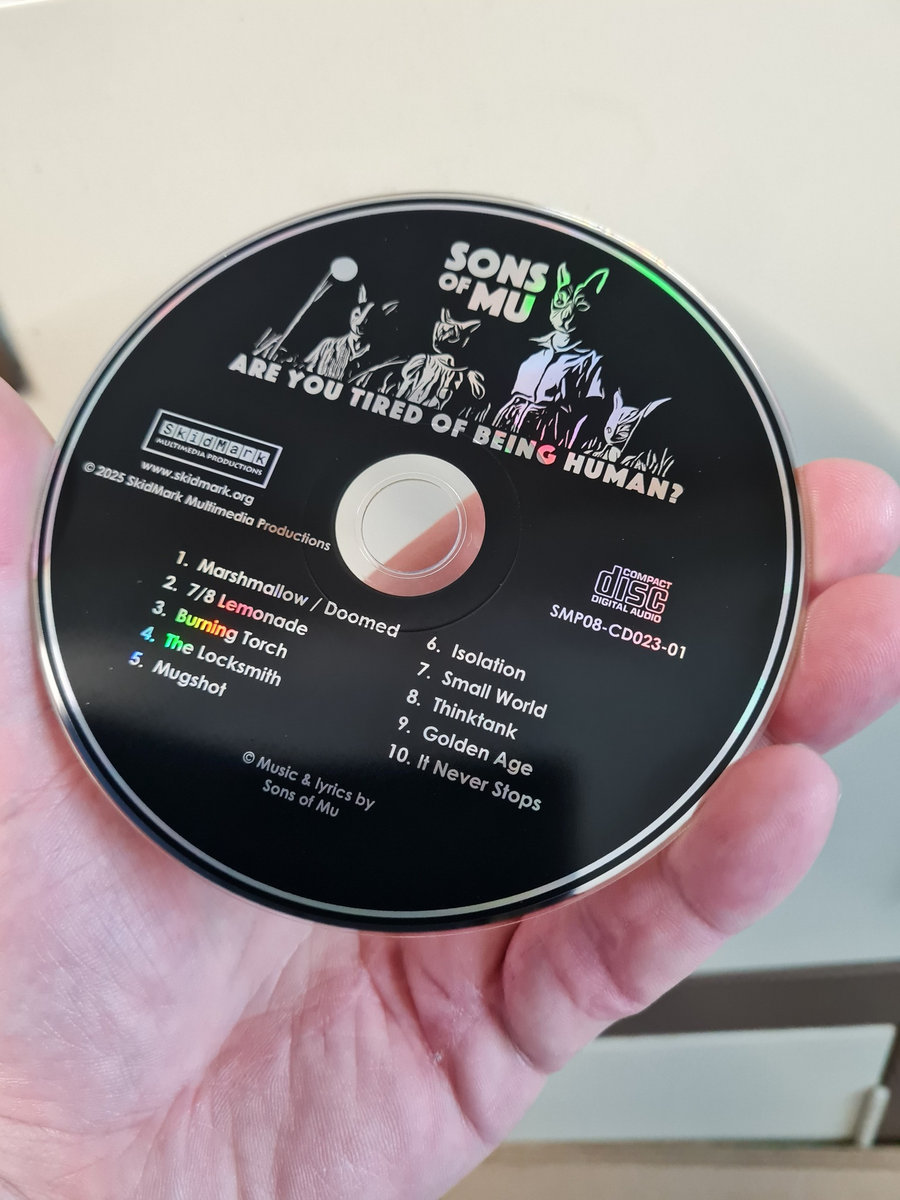 SONS
OF MU
ARE YOU TIRED OF BEING HUMAN?
SkidMark
MULTIMEDIA PRODUCTIONS
www.skidmark.org
© 2025 SkidMark Multimedia Productions
COMPACT
disc
DIGITAL AUDIO
SMP08-CD023-01
1. Marshmallow / Doomed
2. 7/8 Lemonade
3. Burning Torch
4. The Locksmith
5. Mugshot
6. Isolation
7. Small World
8. Thinktank
9. Golden Age
10. It Never Stops
© Music & lyrics by
Sons of Mu